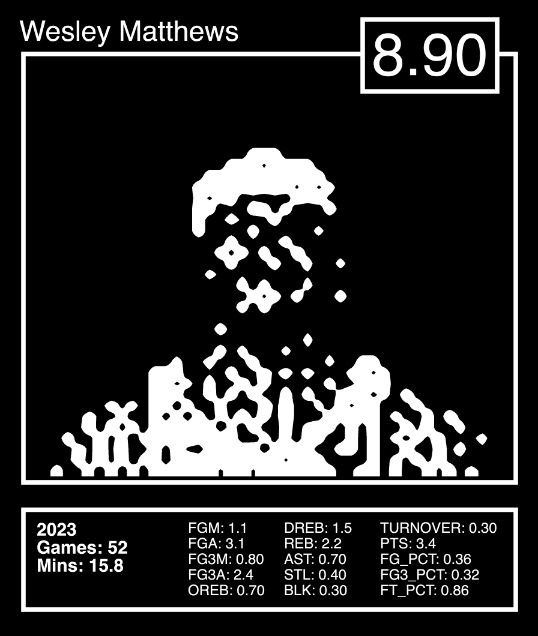 Wesley Matthews
8.90
2023
Games: 52
Mins: 15.8
FGM: 1.1
FGA: 3.1
FG3M: 0.80
FG3A: 2.4
OREB: 0.70
DREB: 1.5
REB: 2.2
AST: 0.70
STL: 0.40
BLK: 0.30
TURNOVER: 0.30
PTS: 3.4
FG_PCT: 0.36
FG3_PCT: 0.32
FT_PCT: 0.86